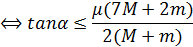 ⇔ tanα ≤ μ(7M + 2m) / 2(M + m)